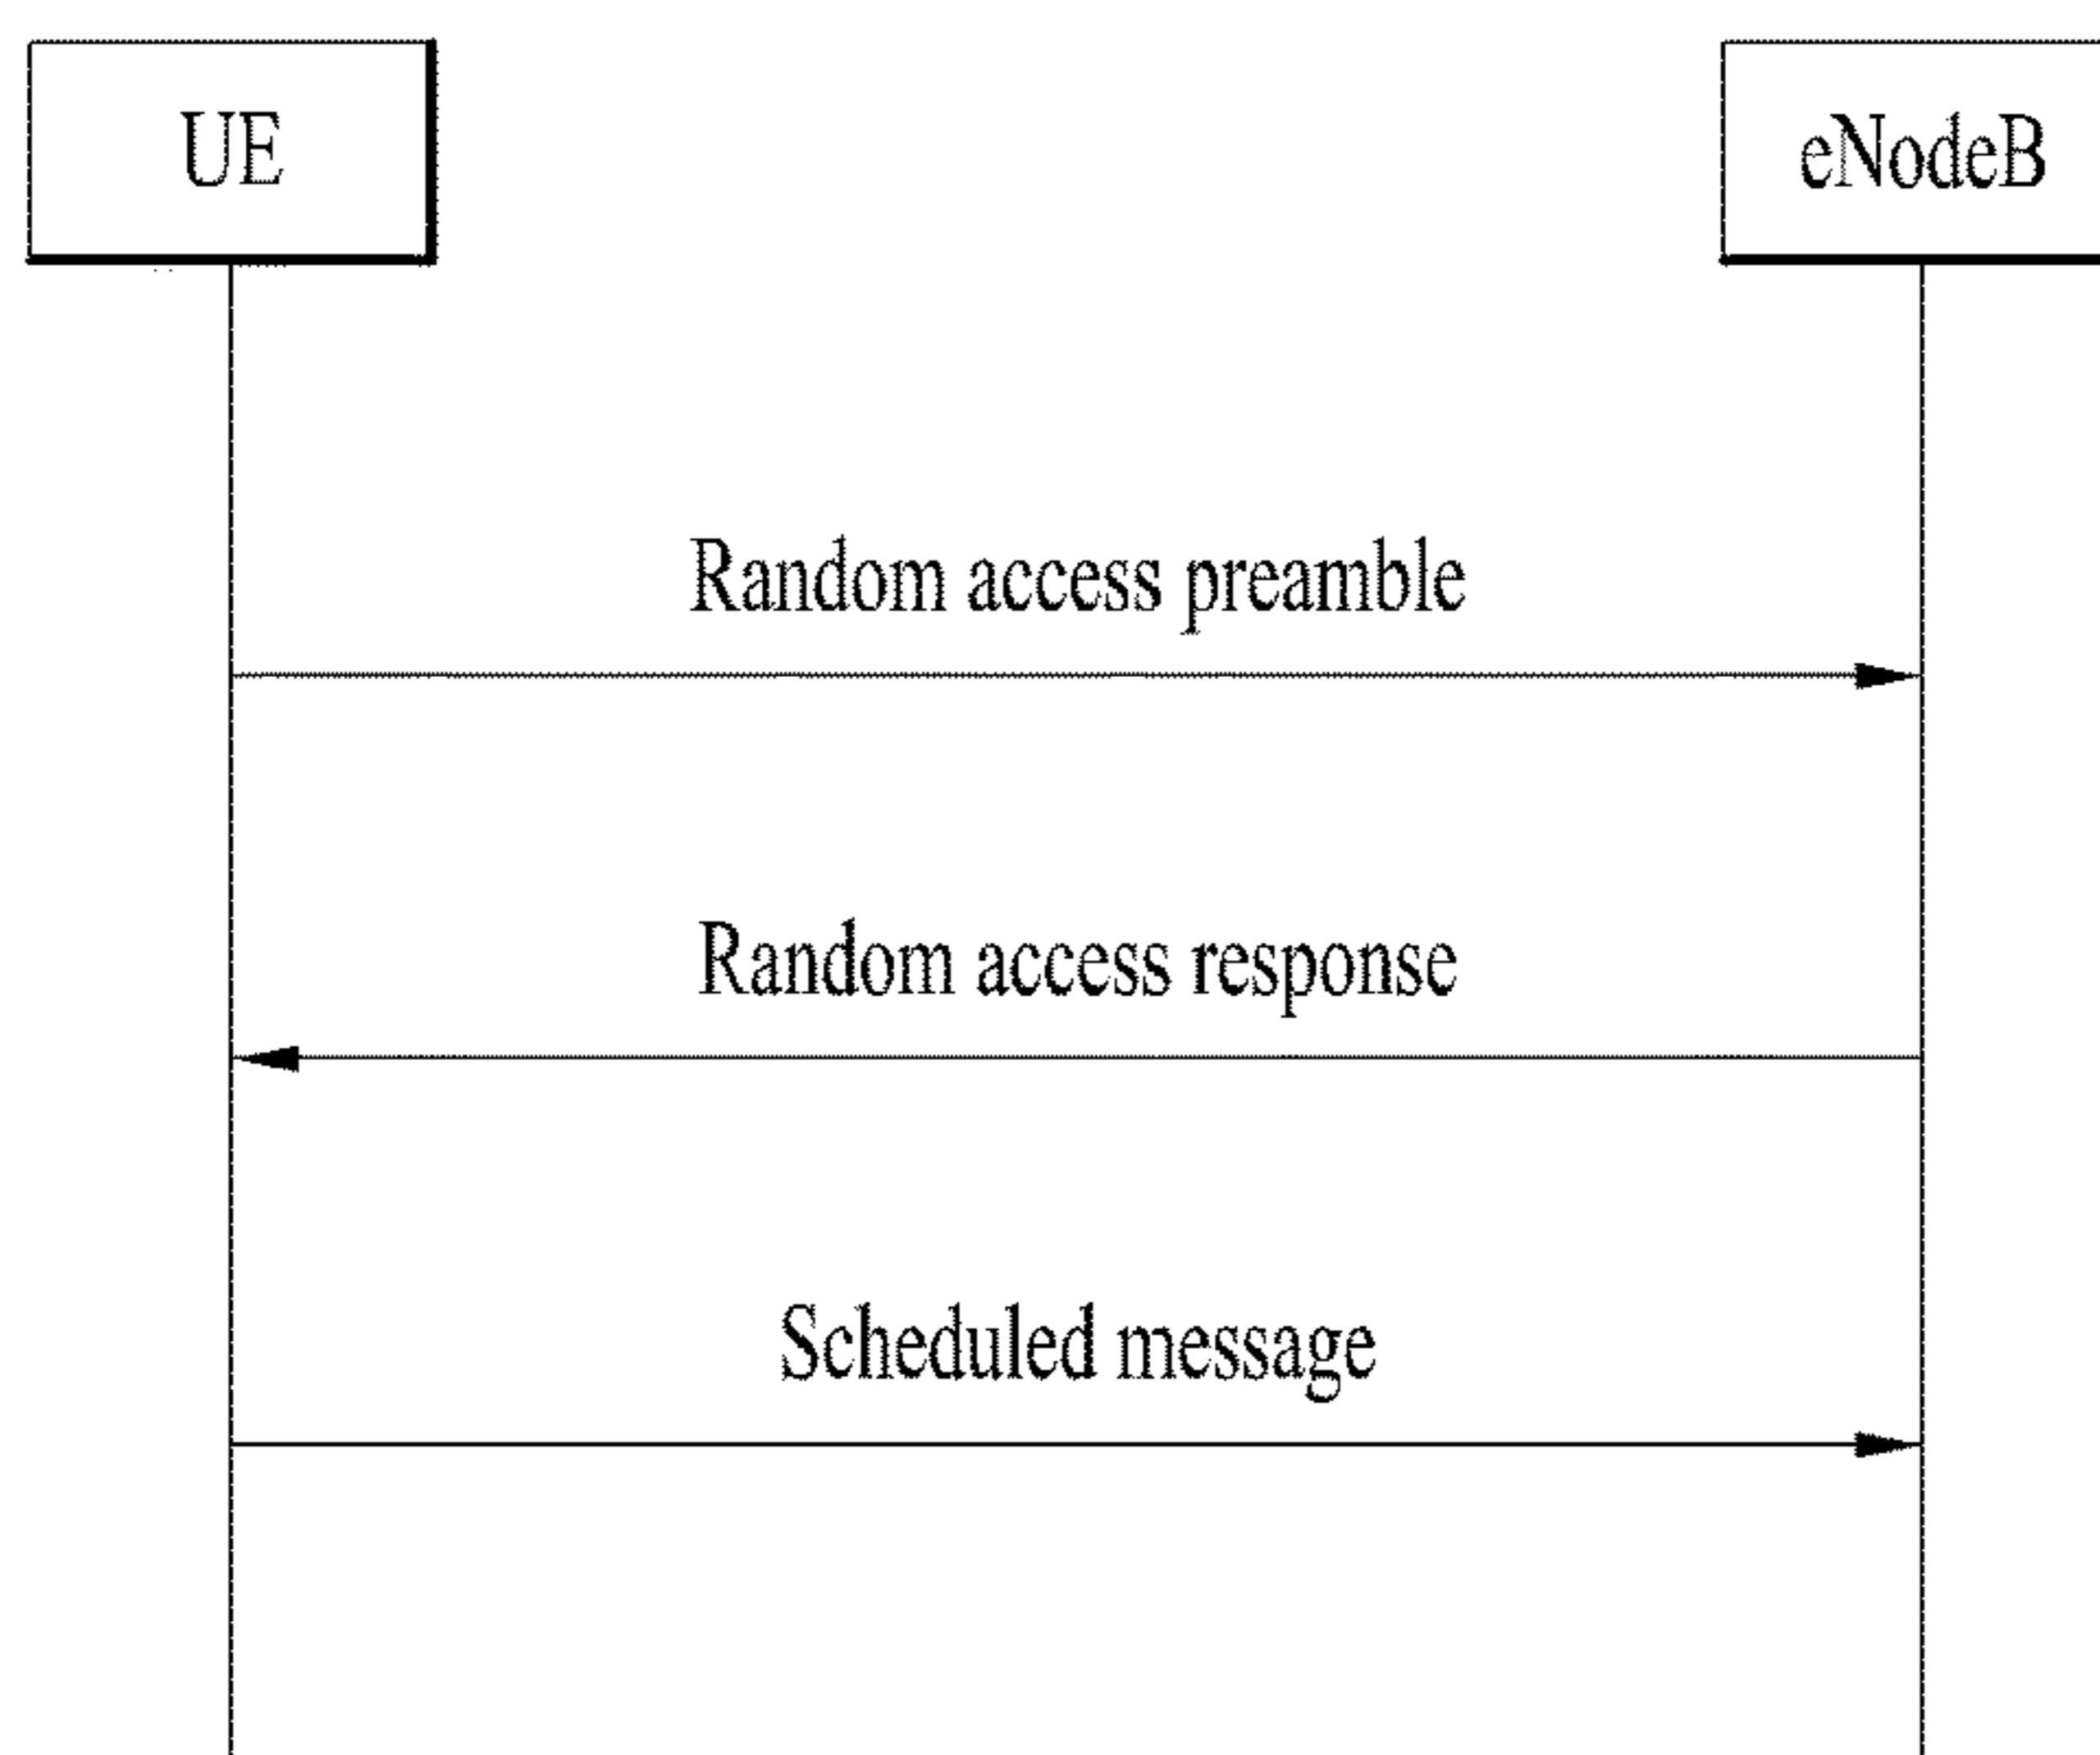 UE
eNodeB
Random access preamble
Random access response
Scheduled message